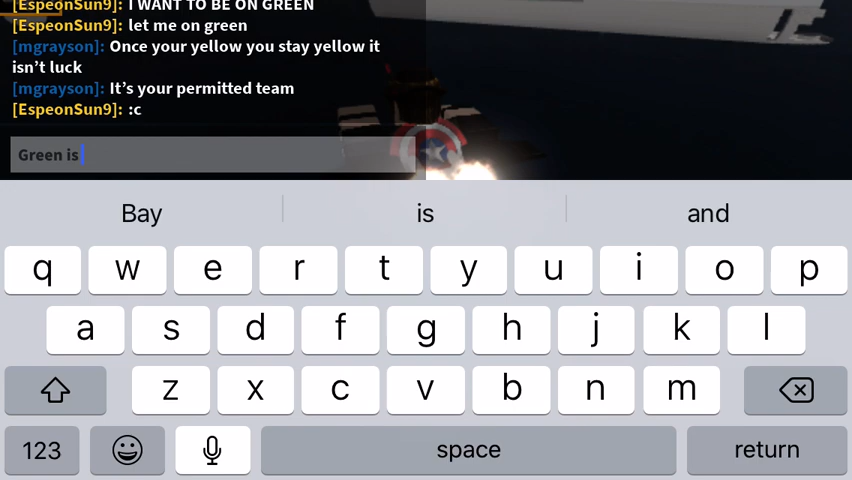 [EspeonSun9]: I WANT TO BE ON GREEN
[EspeonSun9]: let me on green
[mgrayson]: Once your yellow you stay yellow it
isn't luck
[mgrayson]: It's your permitted team
[EspeonSun9]: :c
Green is
Bay is and
q w e r t y u i o p
a s d f g h j k l
z x c v b n m
123 space return